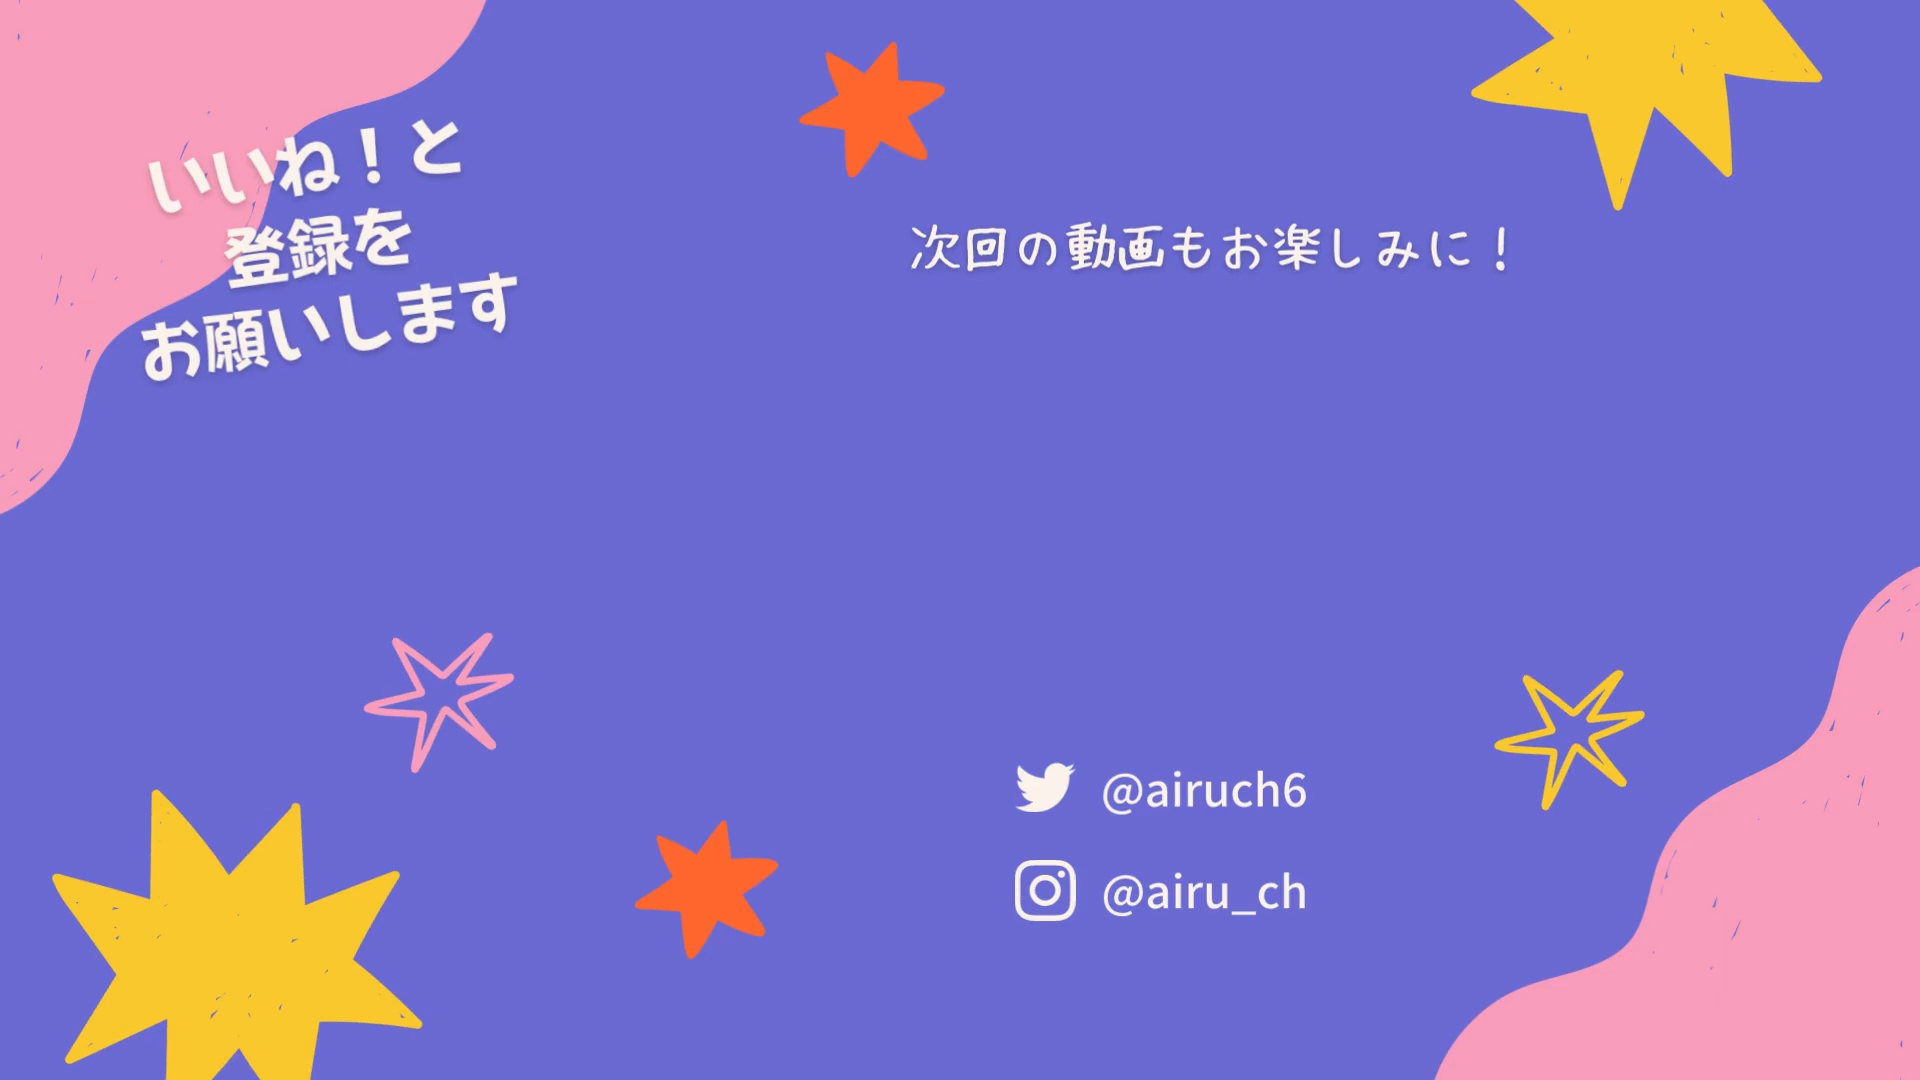 いいね！と
登録を
お願いします
次回の動画もお楽しみに！
@airuch6
@airu_ch